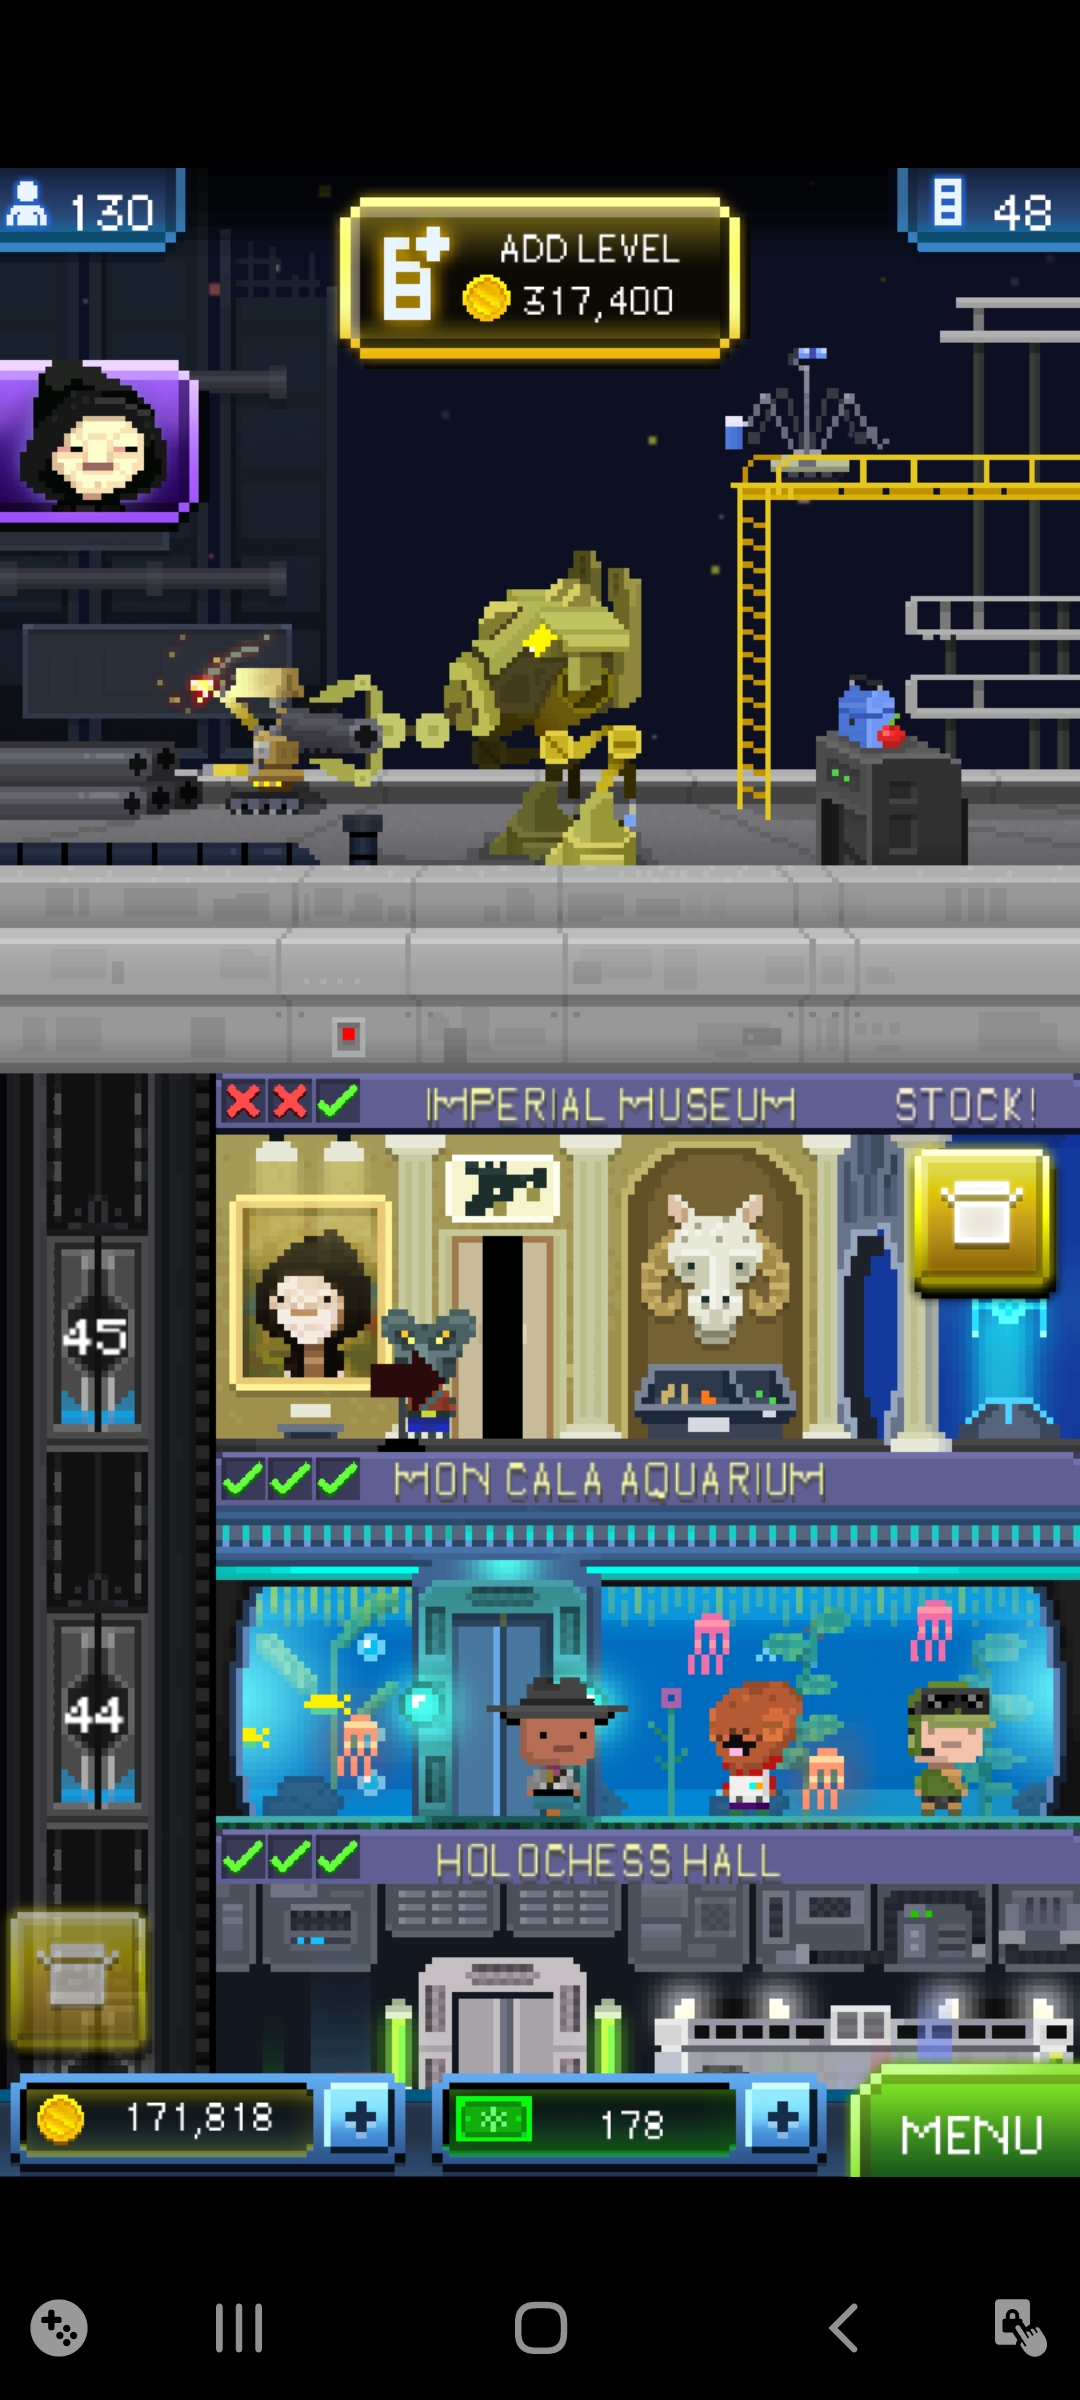 130
ADD LEVEL
317,400
48
IMPERIAL MUSEUM STOCK!
45
MON CALA AQUARIUM
44
HOLOCHESS HALL
171,818
178
MENU